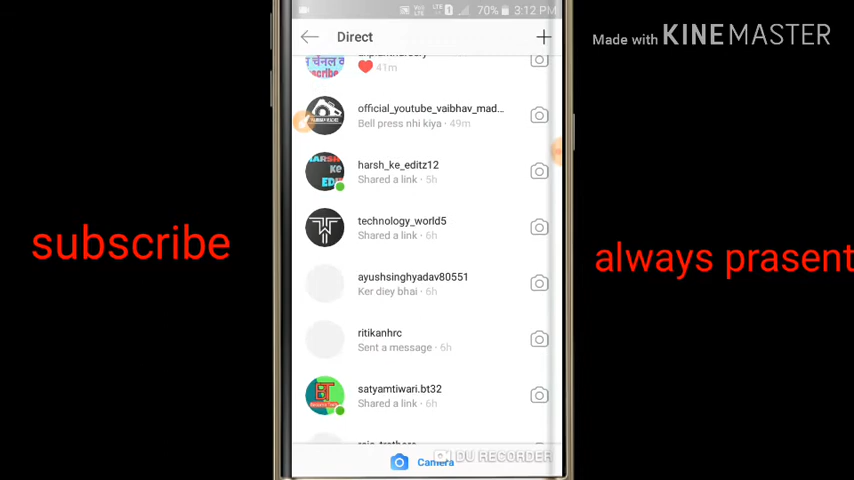 70% 3:12 PM
Direct
Made with KINEMASTER
41m
official_youtube_vaibhav_mad...
Bell press nhi kiya · 49m
harsh_ke_editz12
Shared a link · 5h
technology_world5
Shared a link · 6h
subscribe
always prasent
ayushsinghyadav80551
Ker diey bhai · 6h
ritikanhrc
Sent a message · 6h
satyamtiwari.bt32
Shared a link · 6h
Camera
DU RECORDER